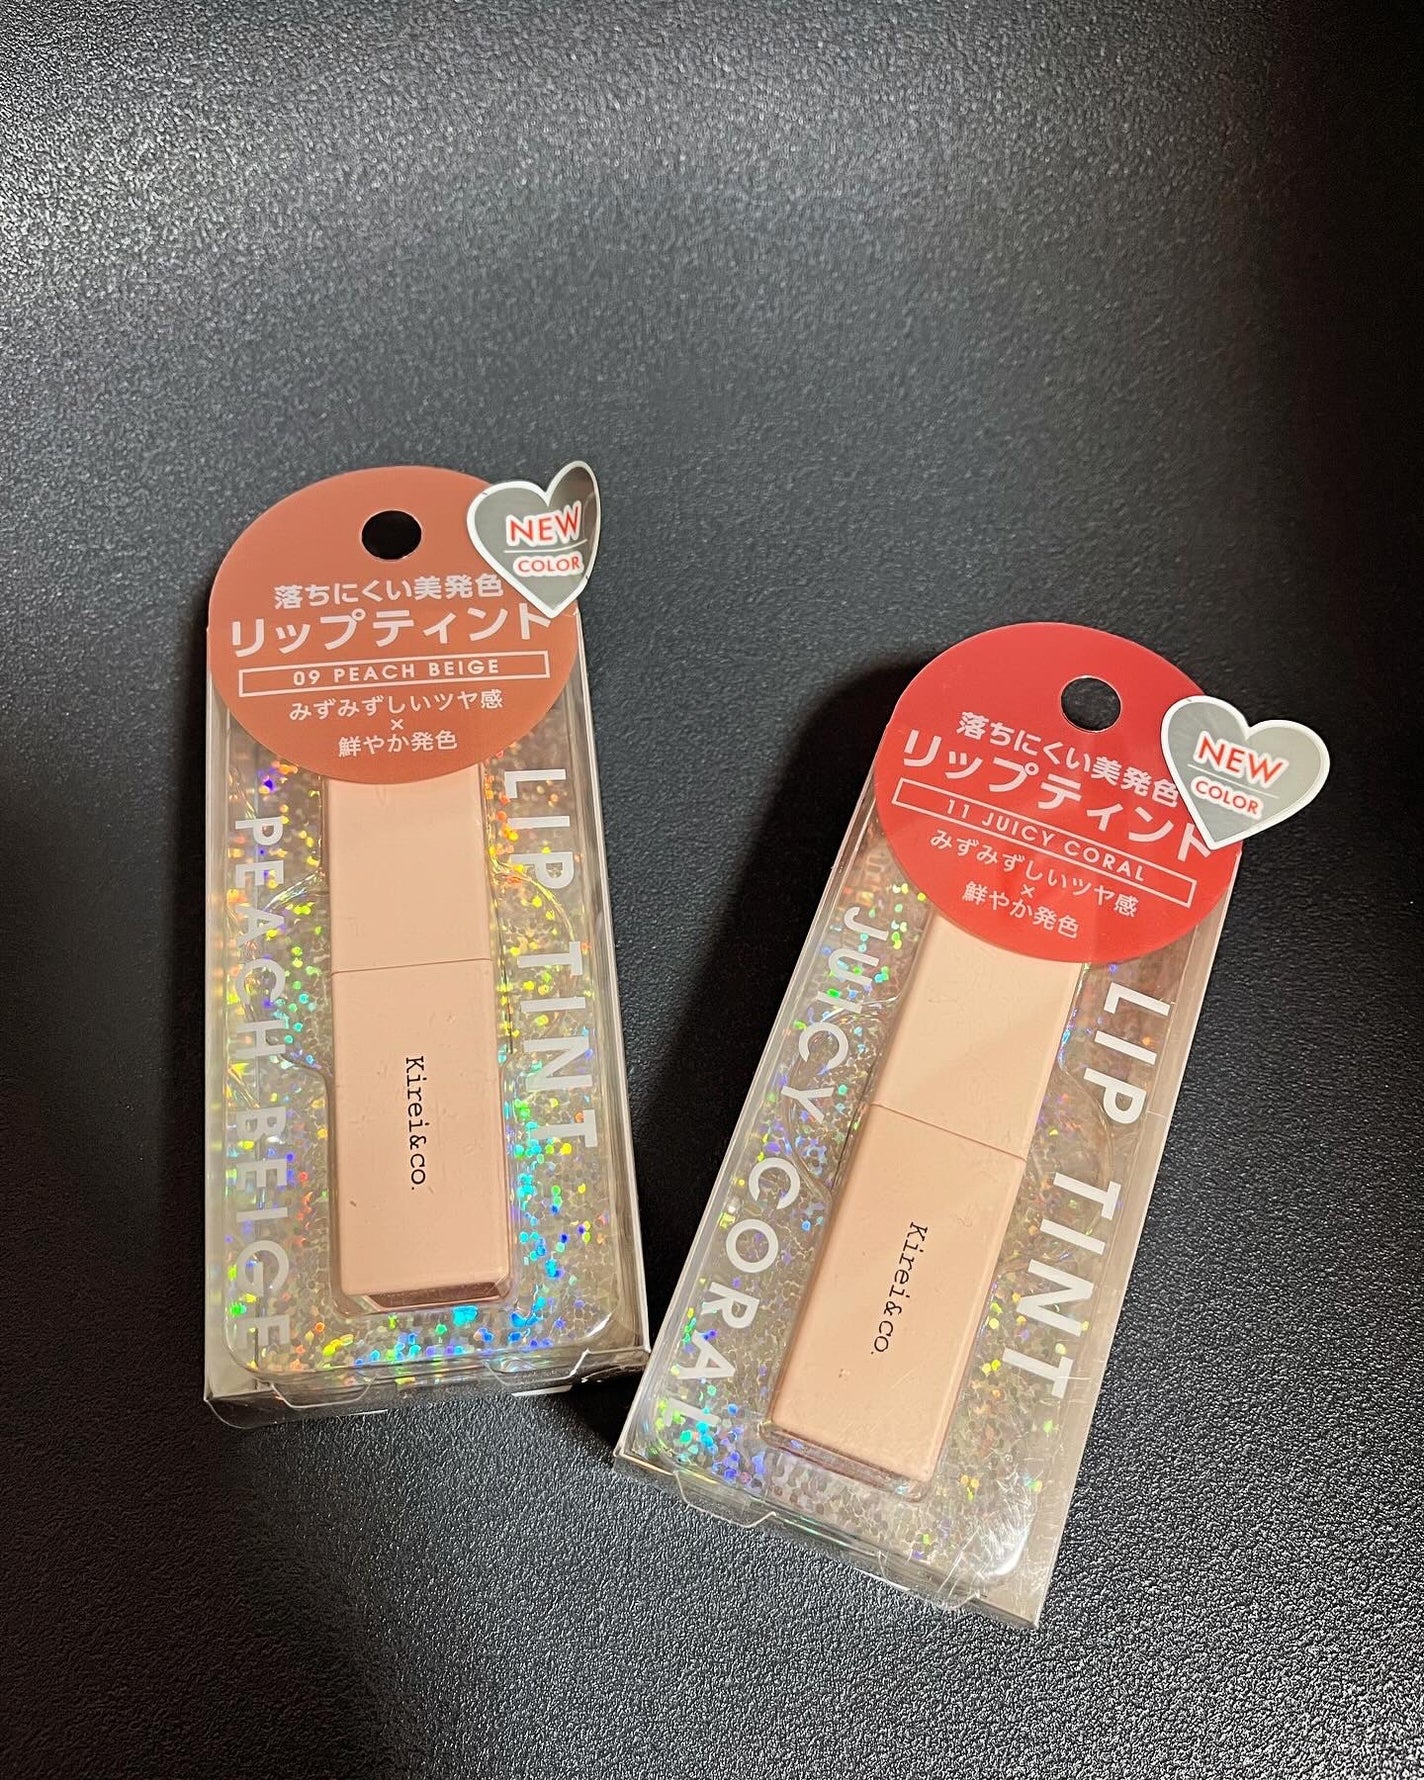 NEW
COLOR
落ちにくい美発色
リップティント
09 PEACH BEIGE
みずみずしいツヤ感
×
鮮やか発色
LIP TINT
PEACH BEIGE
Kirei&co.
NEW
COLOR
落ちにくい美発色
リップティント
11 JUICY CORAL
みずみずしいツヤ感
×
鮮やか発色
LIP TINT
JUICY CORAL
Kirei&co.